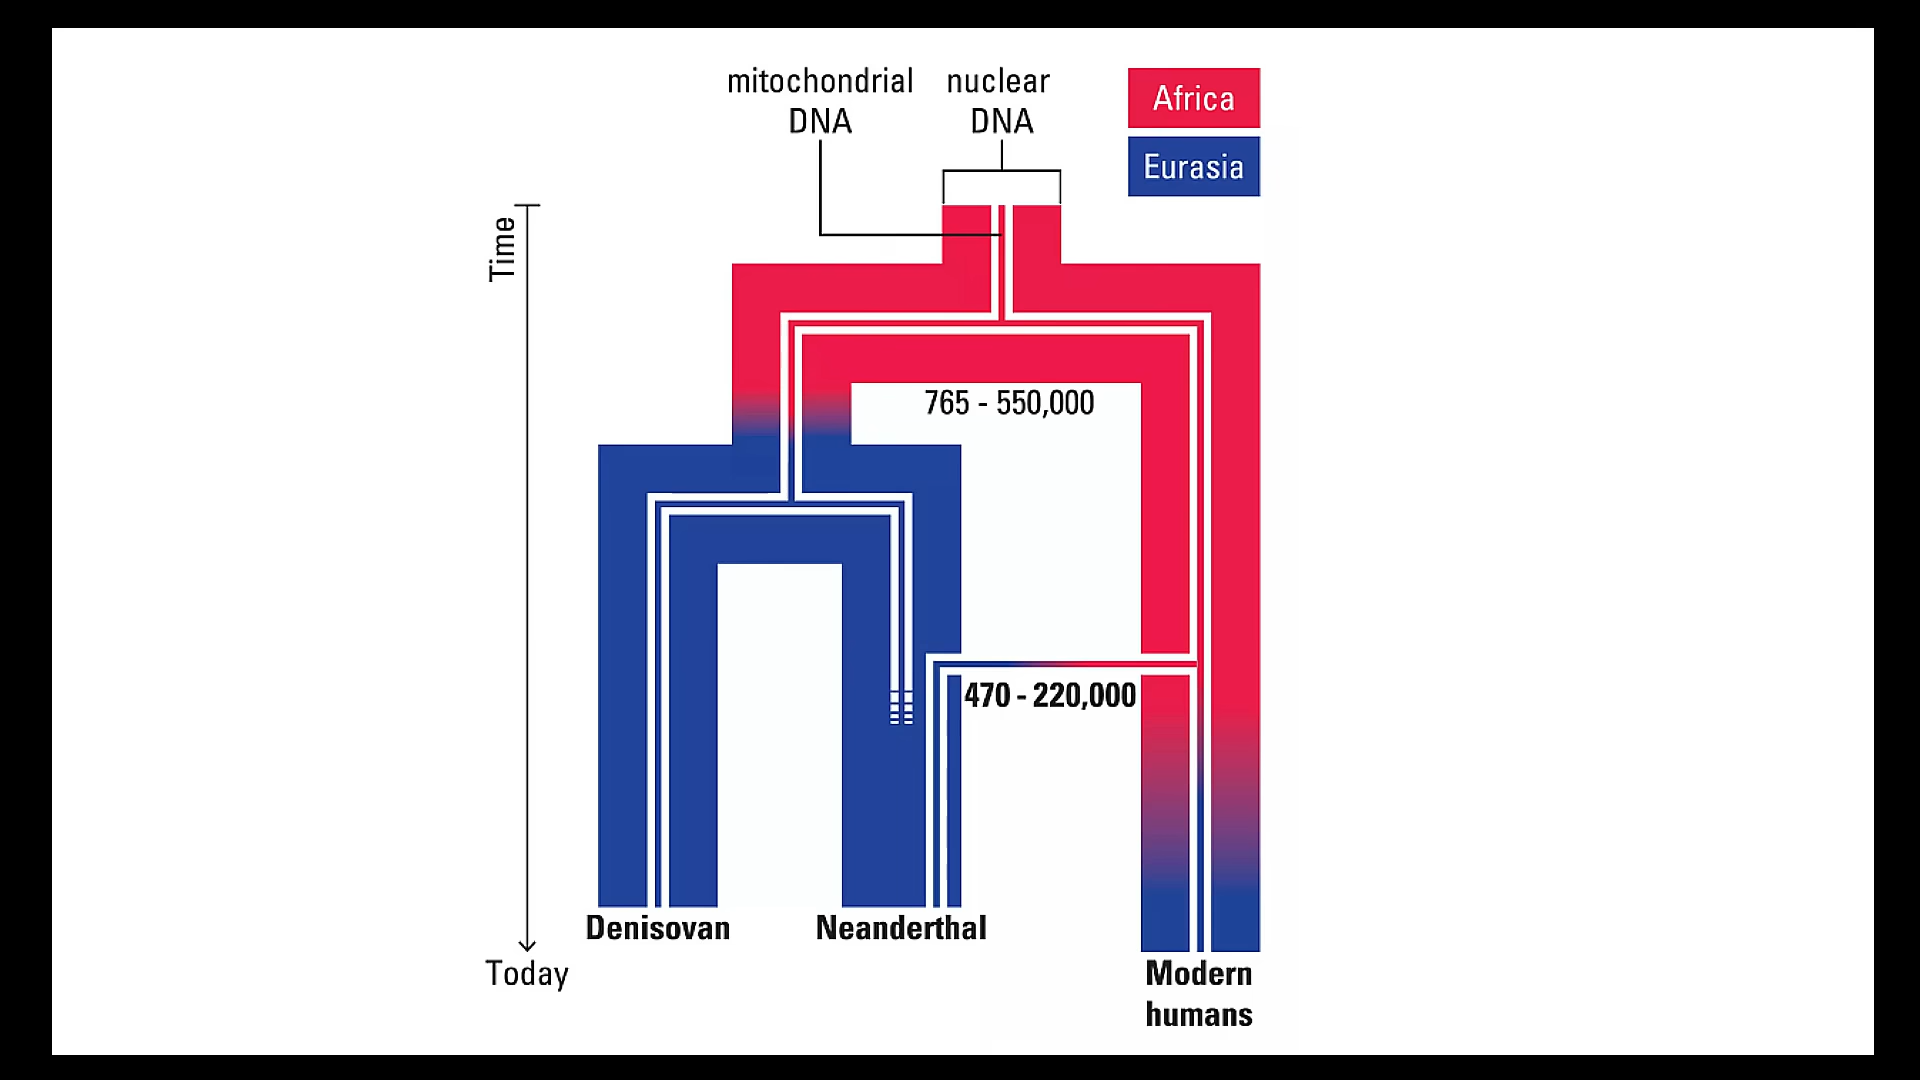 mitochondrial
DNA
nuclear
DNA
Africa
Eurasia
Time
765 - 550,000
470 - 220,000
Denisovan
Neanderthal
Today
Modern
humans